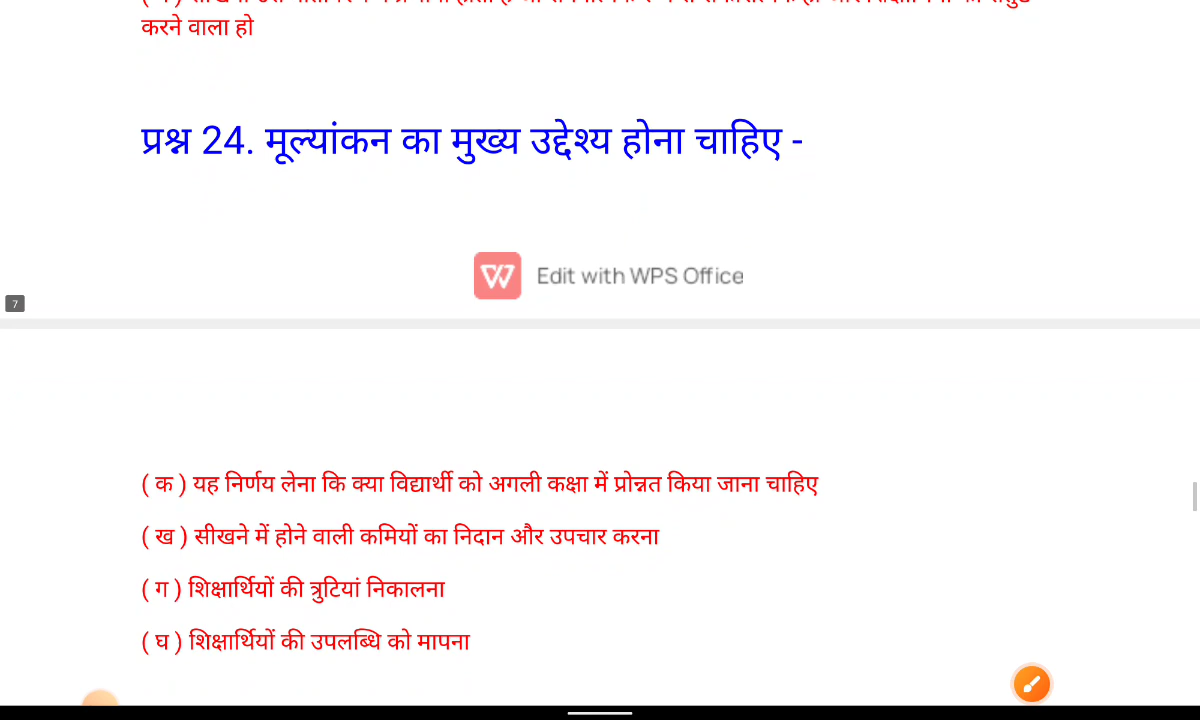 करने वाला हो
प्रश्न 24. मूल्यांकन का मुख्य उद्देश्य होना चाहिए -
Edit with WPS Office
7
( क ) यह निर्णय लेना कि क्या विद्यार्थी को अगली कक्षा में प्रोन्नत किया जाना चाहिए
( ख ) सीखने में होने वाली कमियों का निदान और उपचार करना
( ग ) शिक्षार्थियों की त्रुटियां निकालना
( घ ) शिक्षार्थियों की उपलब्धि को मापना